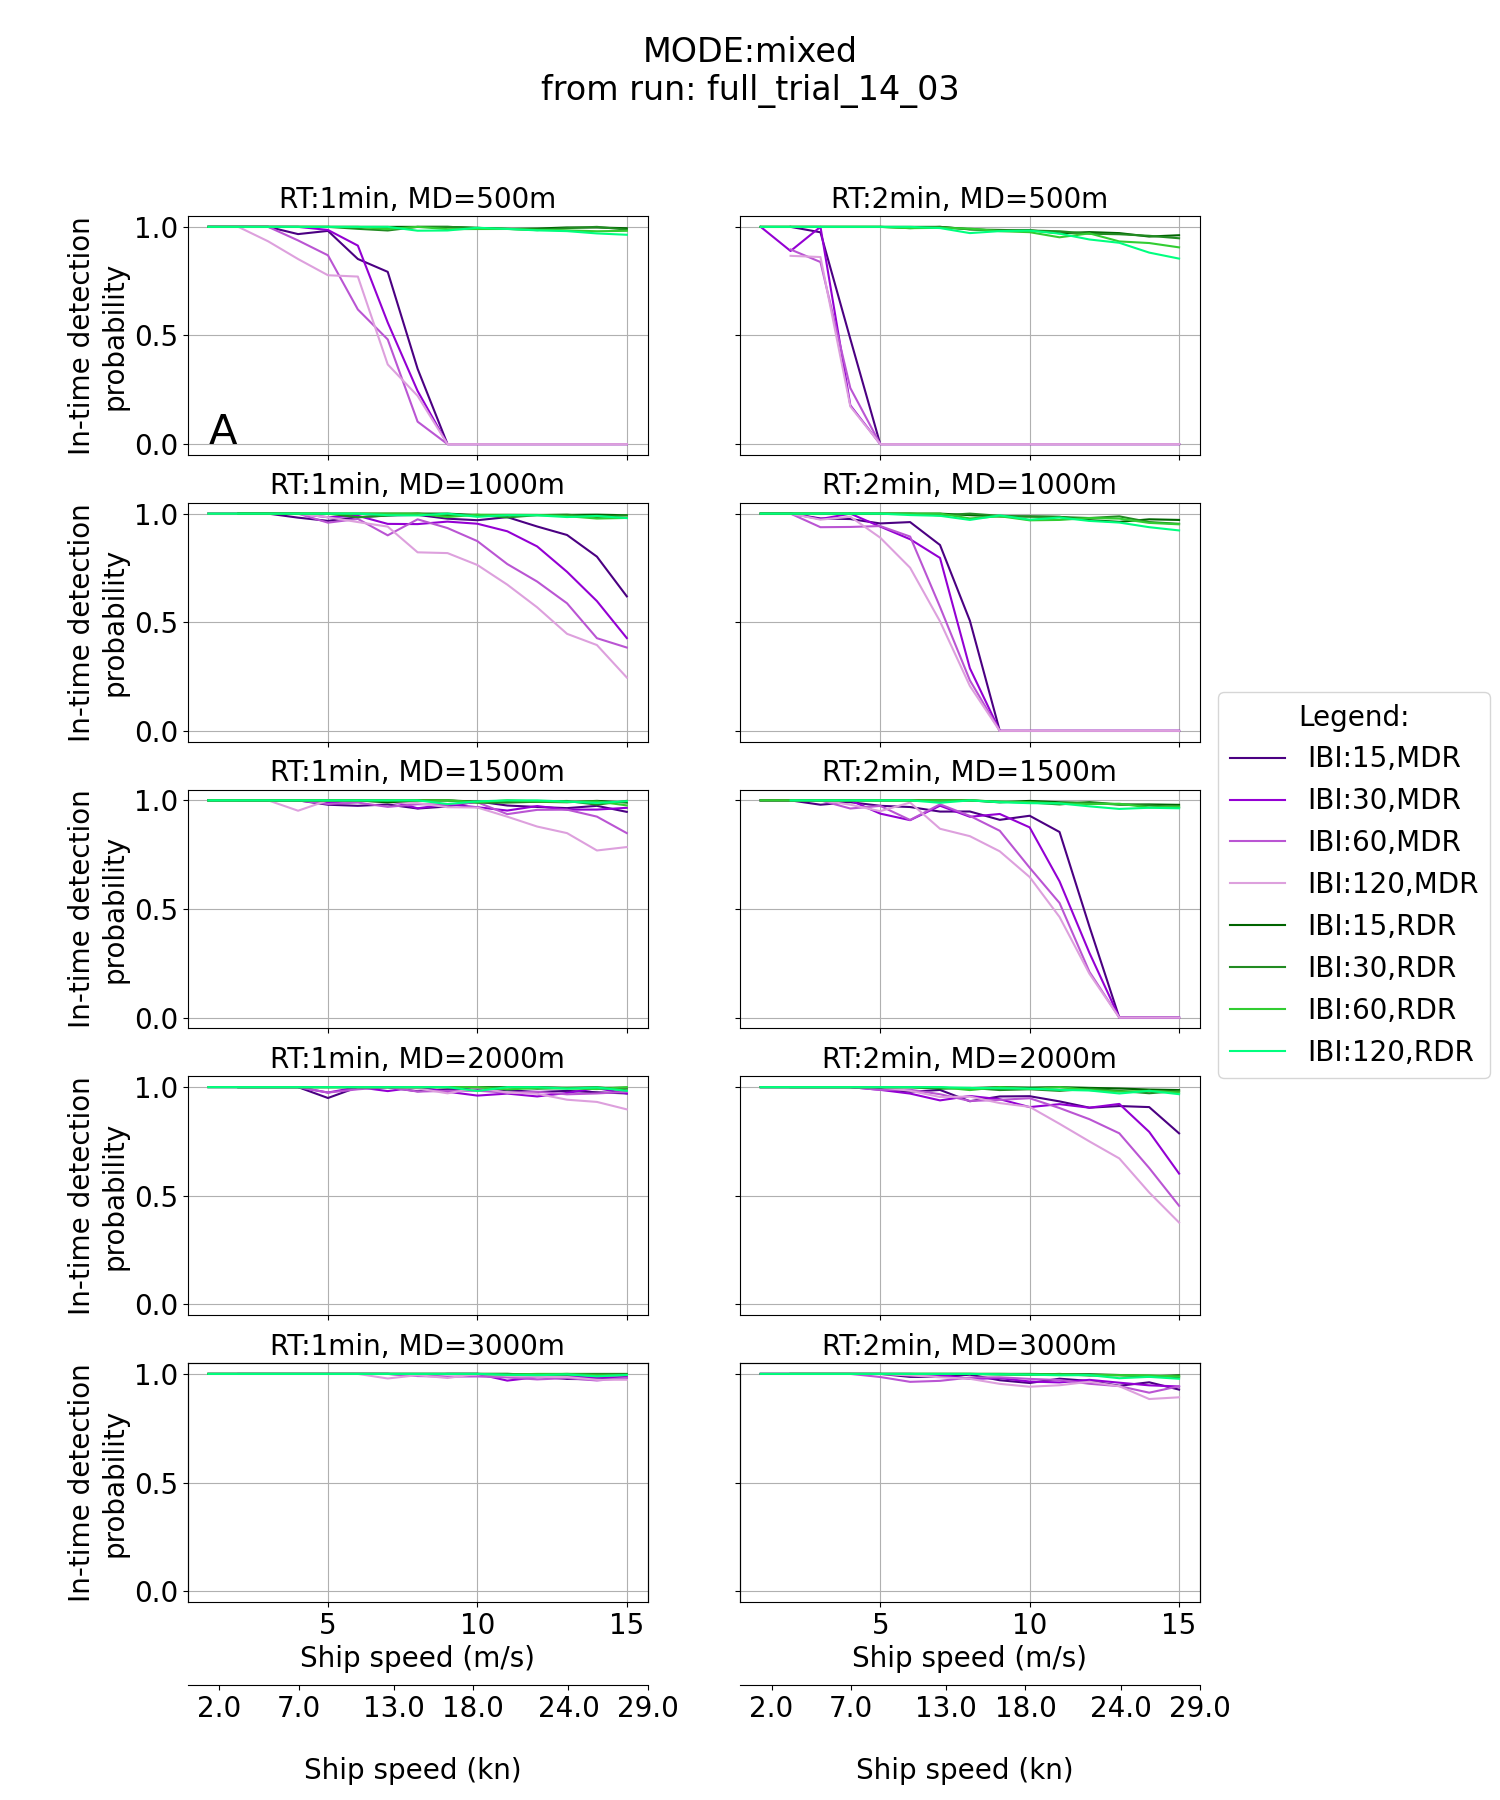 MODE:mixed
from run: full_trial_14_03
RT:1min, MD=500m
In-time detection
probability
1.0
0.5
0.0
A
RT:2min, MD=500m
RT:1min, MD=1000m
In-time detection
probability
1.0
0.5
0.0
RT:2min, MD=1000m
RT:1min, MD=1500m
In-time detection
probability
1.0
0.5
0.0
RT:2min, MD=1500m
RT:1min, MD=2000m
In-time detection
probability
1.0
0.5
0.0
RT:2min, MD=2000m
RT:1min, MD=3000m
In-time detection
probability
1.0
0.5
0.0
5 10 15
Ship speed (m/s)
2.0 7.0 13.0 18.0 24.0 29.0
Ship speed (kn)
RT:2min, MD=3000m
5 10 15
Ship speed (m/s)
2.0 7.0 13.0 18.0 24.0 29.0
Ship speed (kn)
Legend:
IBI:15,MDR
IBI:30,MDR
IBI:60,MDR
IBI:120,MDR
IBI:15,RDR
IBI:30,RDR
IBI:60,RDR
IBI:120,RDR